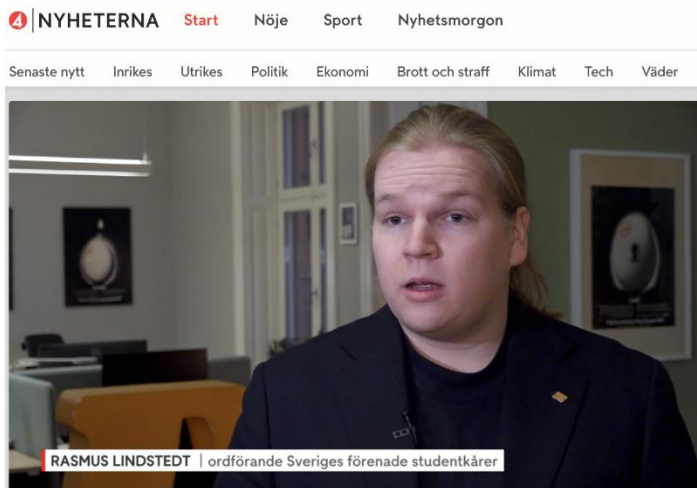 4 NYHETERNA Start Nöje Sport Nyhetsmorgon
Senaste nytt Inrikes Utrikes Politik Ekonomi Brott och straff Klimat Tech Väder
RASMUS LINDSTEDT | ordförande Sveriges förenade studentkårer